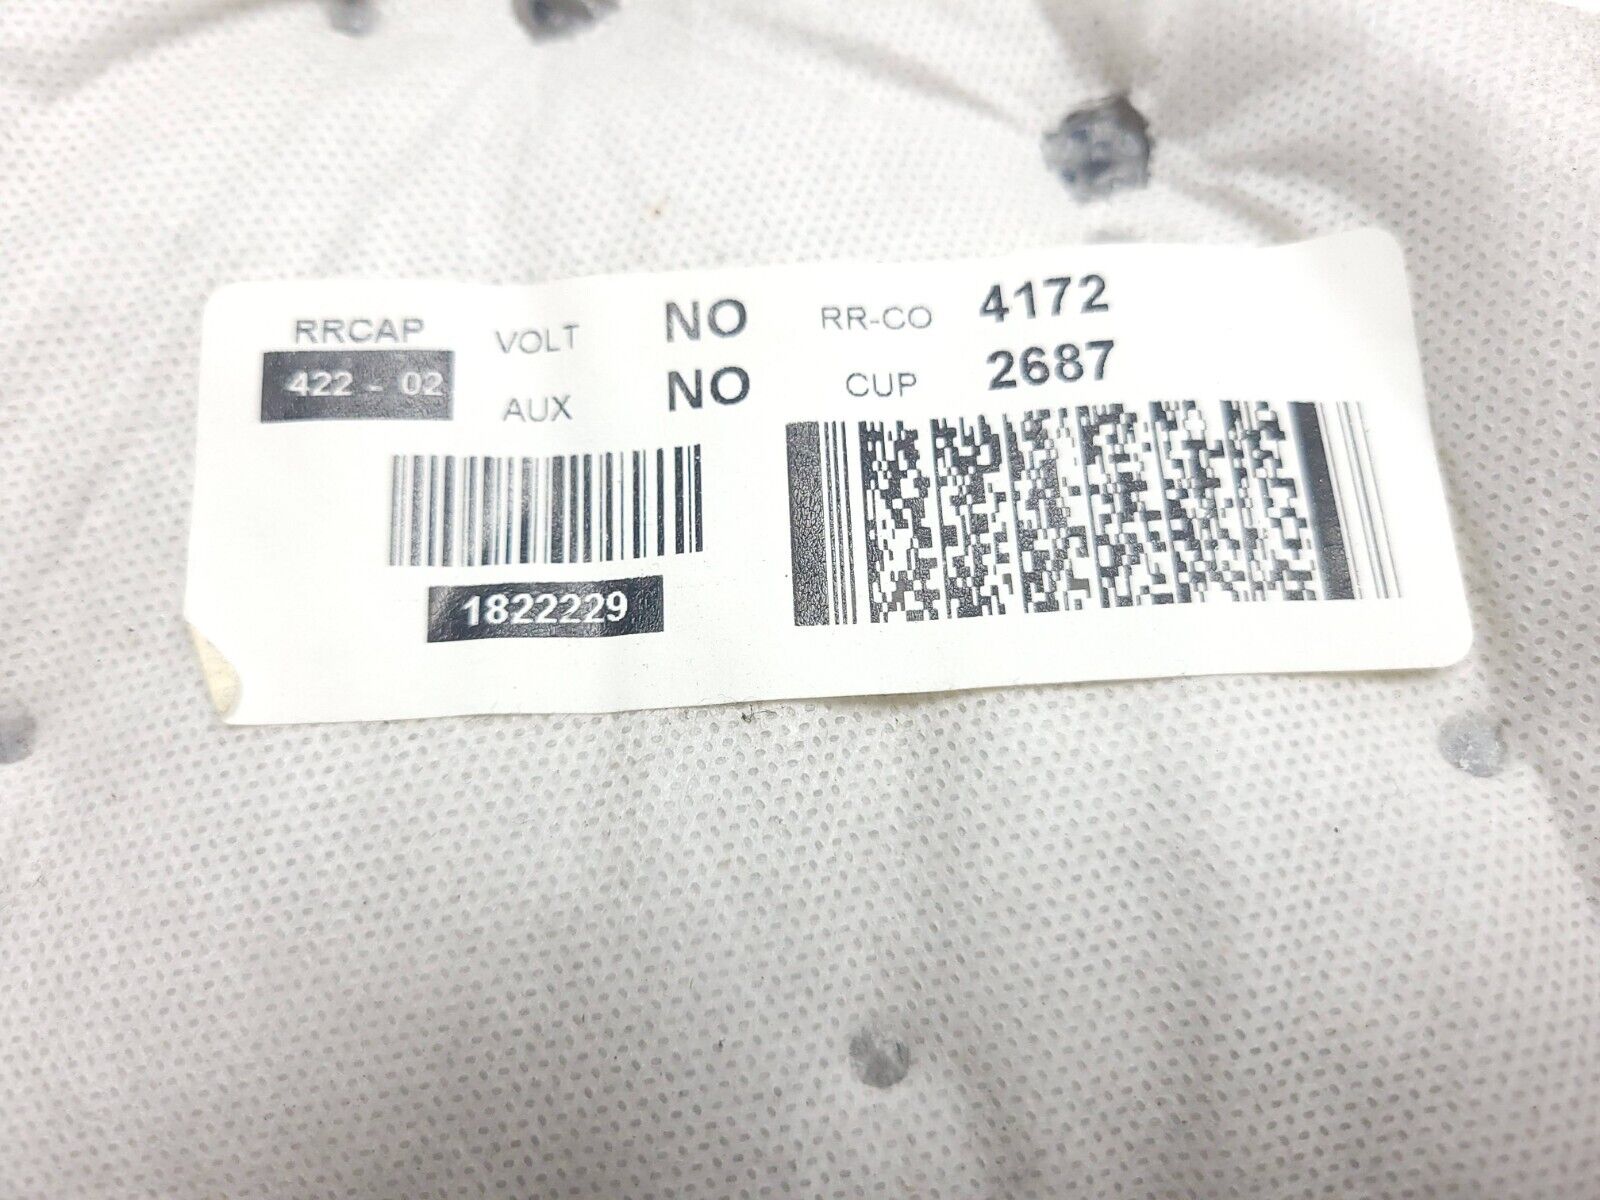 RRCAP VOLT NO RR-CO 4172
422 - 02 AUX NO CUP 2687
1822229